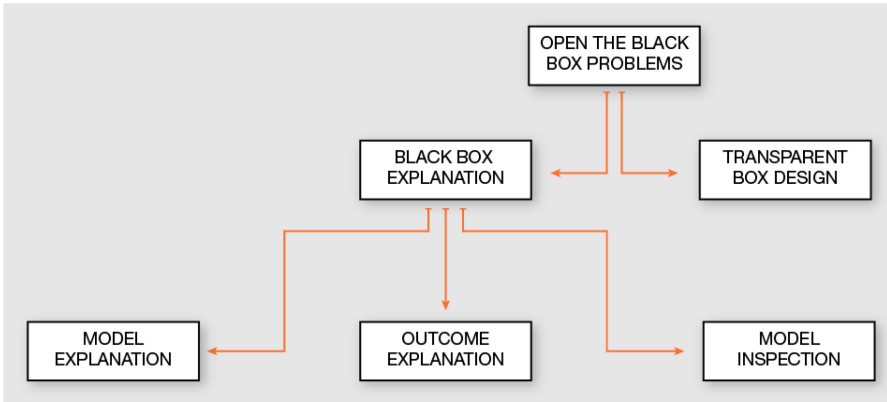 OPEN THE BLACK
BOX PROBLEMS
BLACK BOX
EXPLANATION
TRANSPARENT
BOX DESIGN
MODEL
EXPLANATION
OUTCOME
EXPLANATION
MODEL
INSPECTION